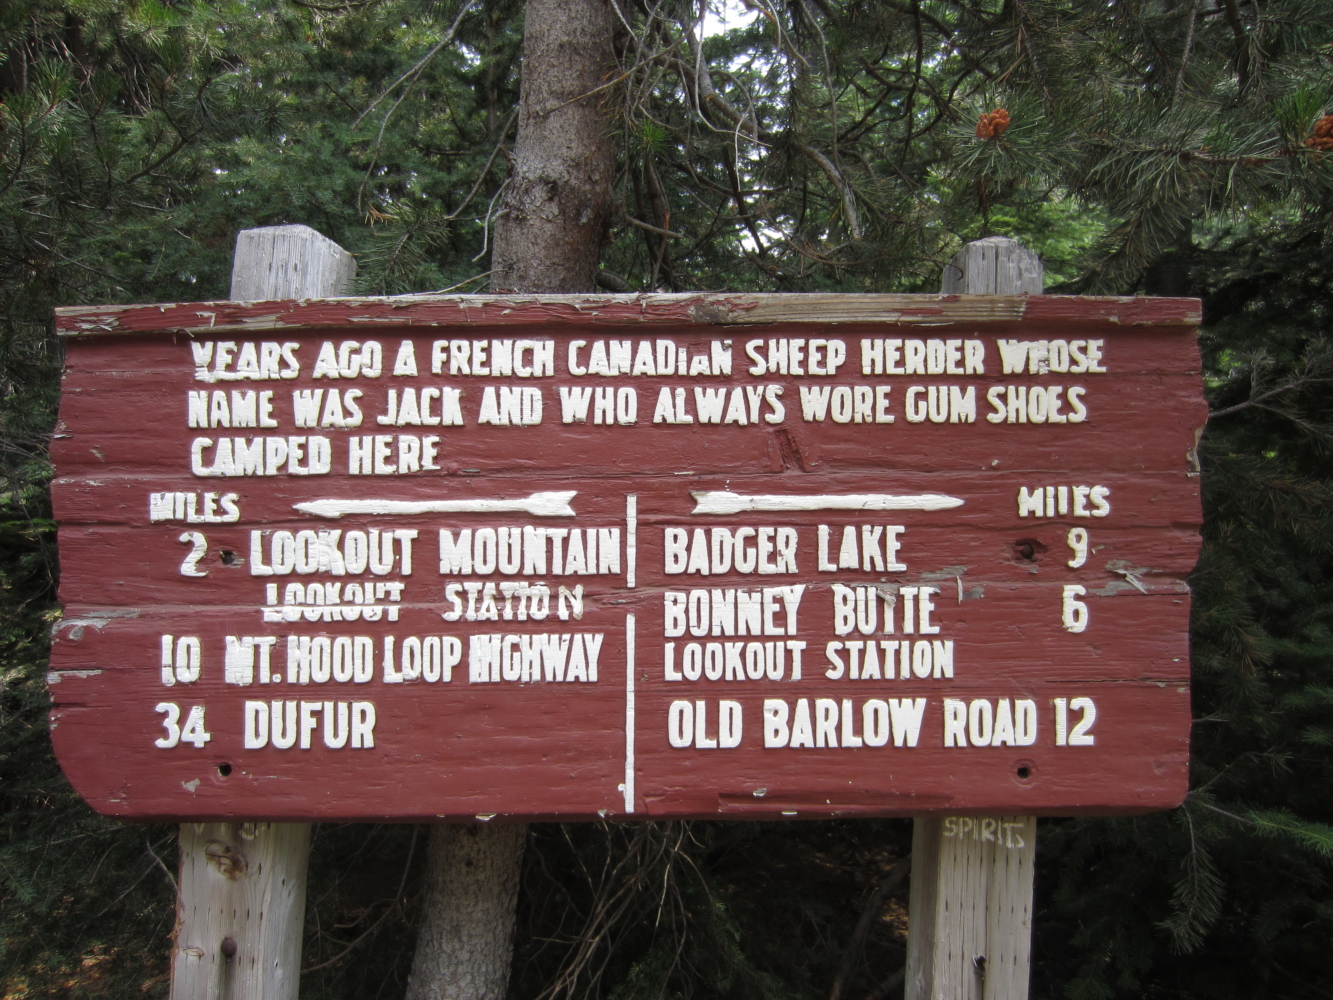 YEARS AGO A FRENCH CANADIAN SHEEP HERDER WHOSE
NAME WAS JACK AND WHO ALWAYS WORE GUM SHOES
CAMPED HERE
MILES
2 LOOKOUT MOUNTAIN
LOOKOUT STATION
10 MT. HOOD LOOP HIGHWAY
34 DUFUR
MILES
BADGER LAKE 9
BONNEY BUTTE 6
LOOKOUT STATION
OLD BARLOW ROAD 12
SPIRITS